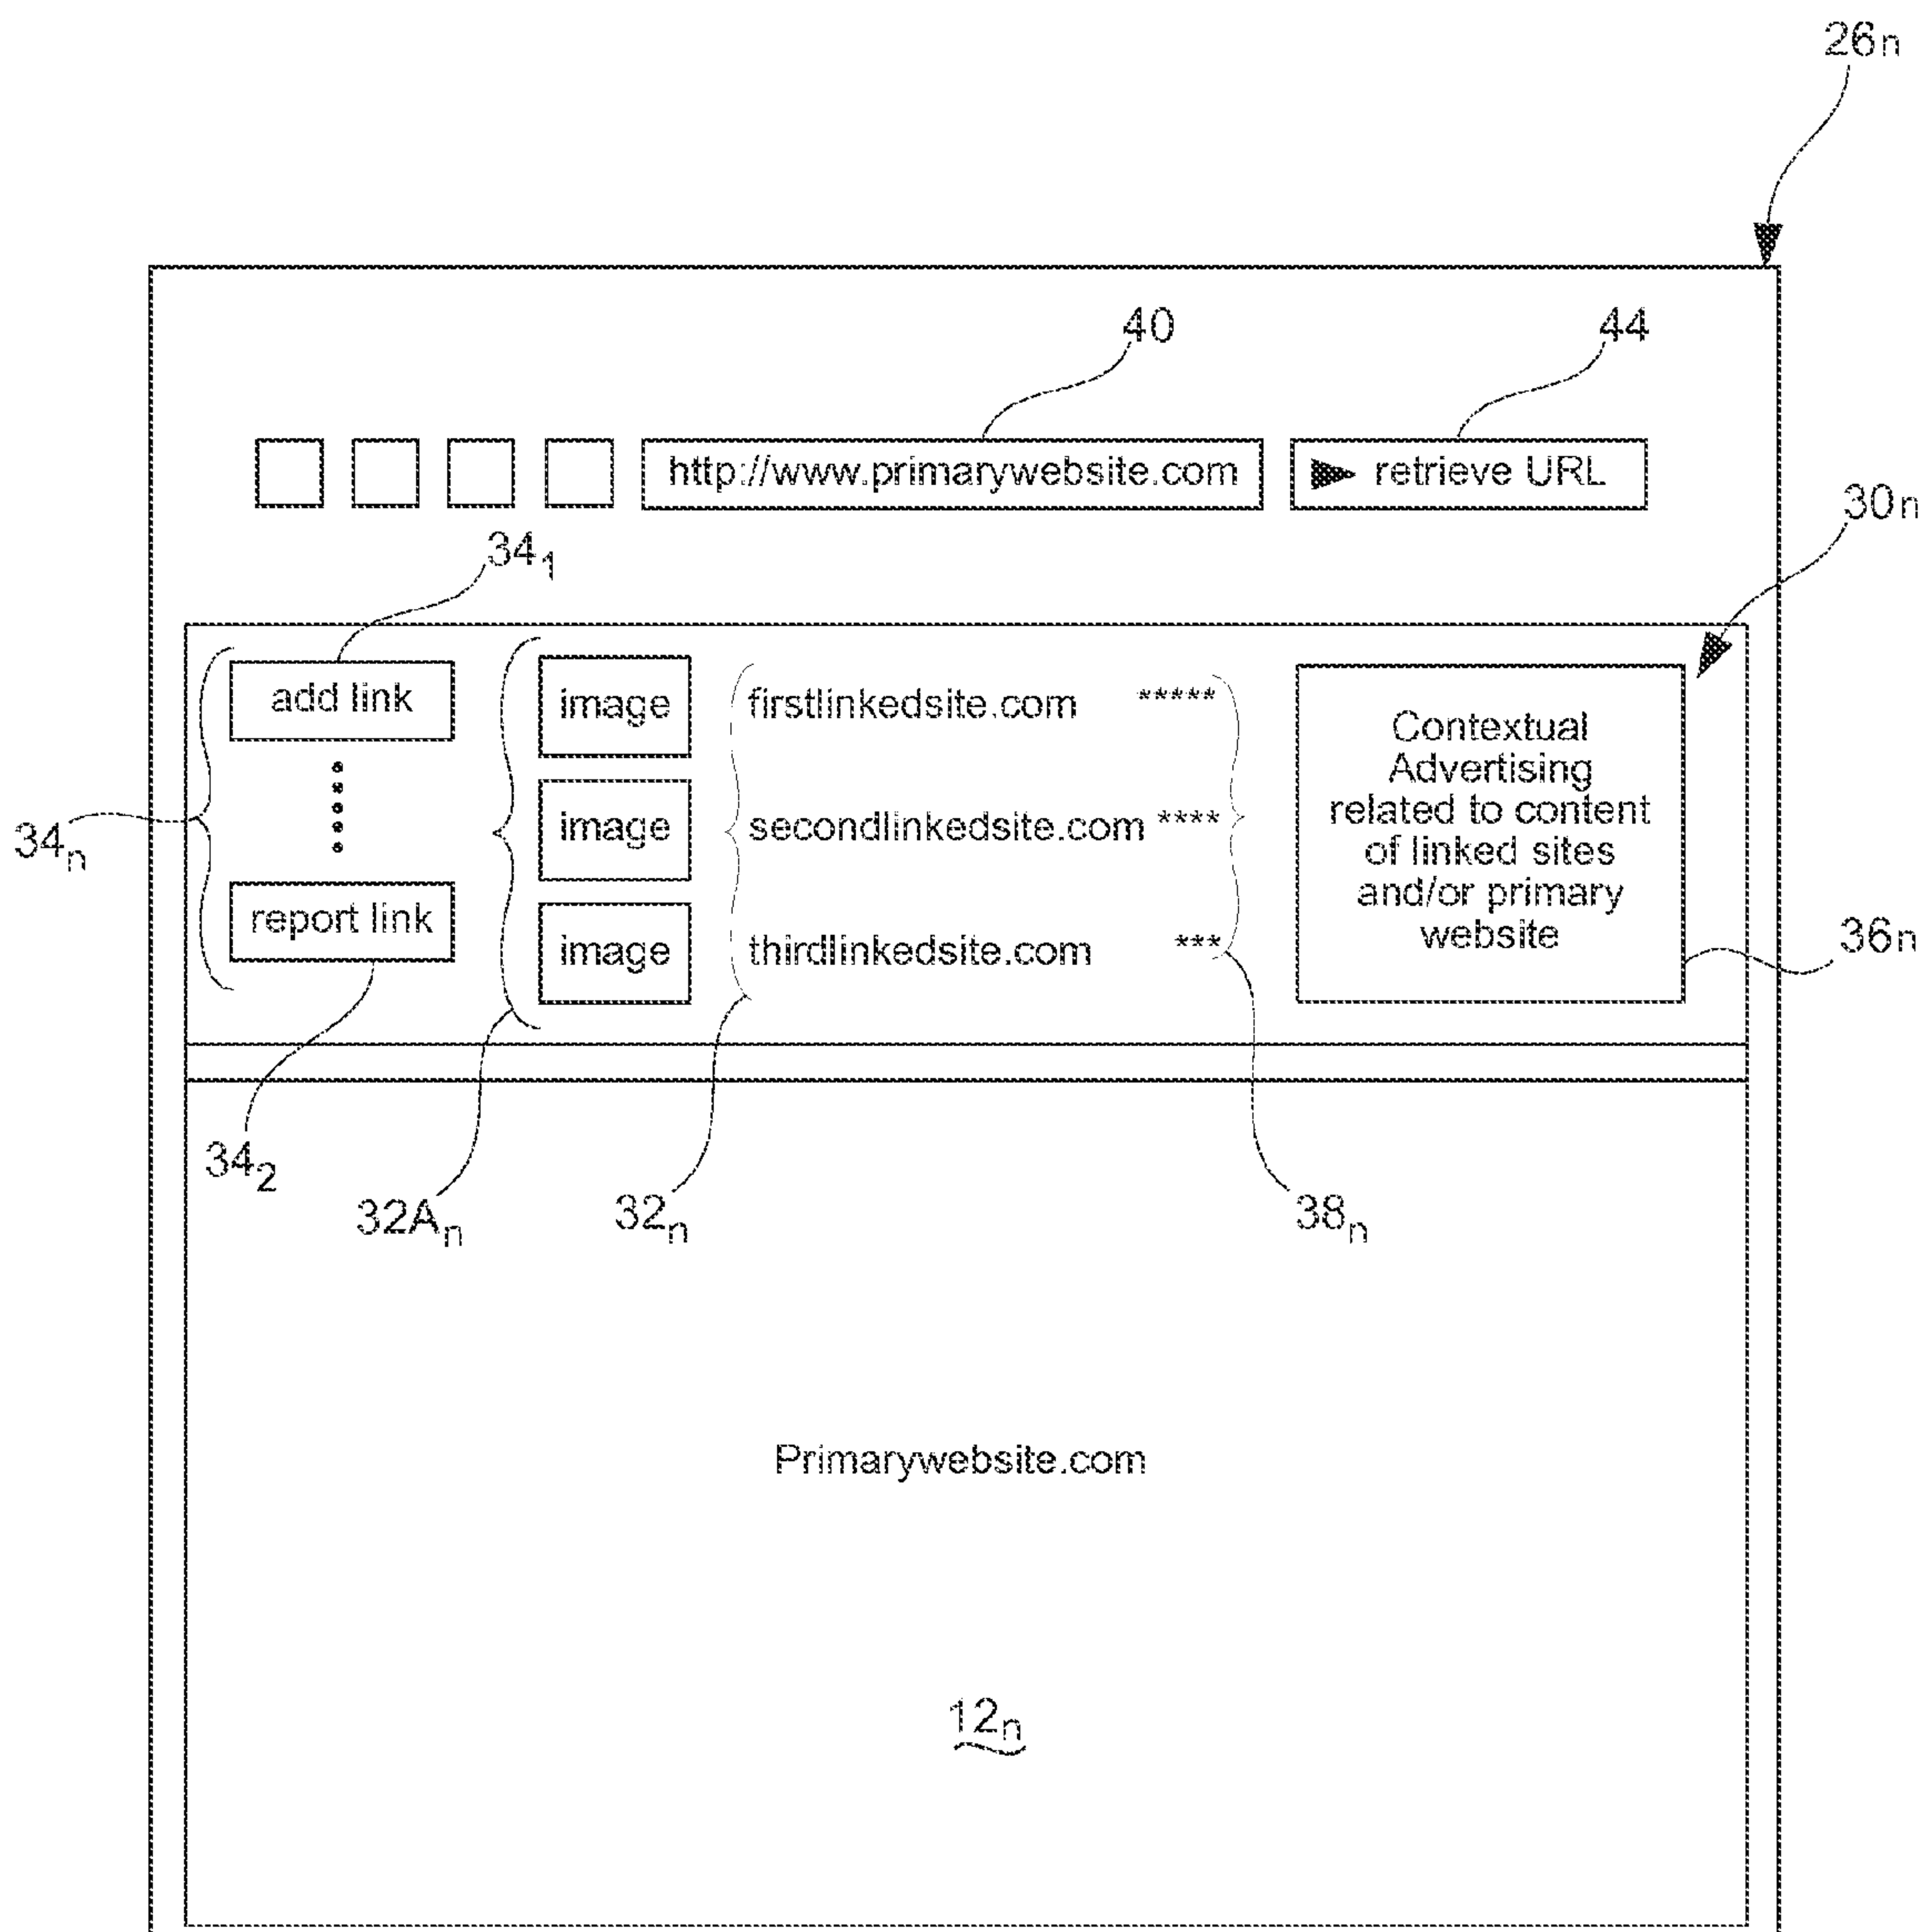 26n
40
44
http://www.primarywebsite.com
retrieve URL
30n
34₁
add link
image
firstlinkedsite.com *****
Contextual
Advertising
related to content
of linked sites
and/or primary
website
34ₙ
image
secondlinkedsite.com ****
report link
image
thirdlinkedsite.com ***
36n
34₂
32Aₙ
32ₙ
38ₙ
Primarywebsite.com
12ₙ